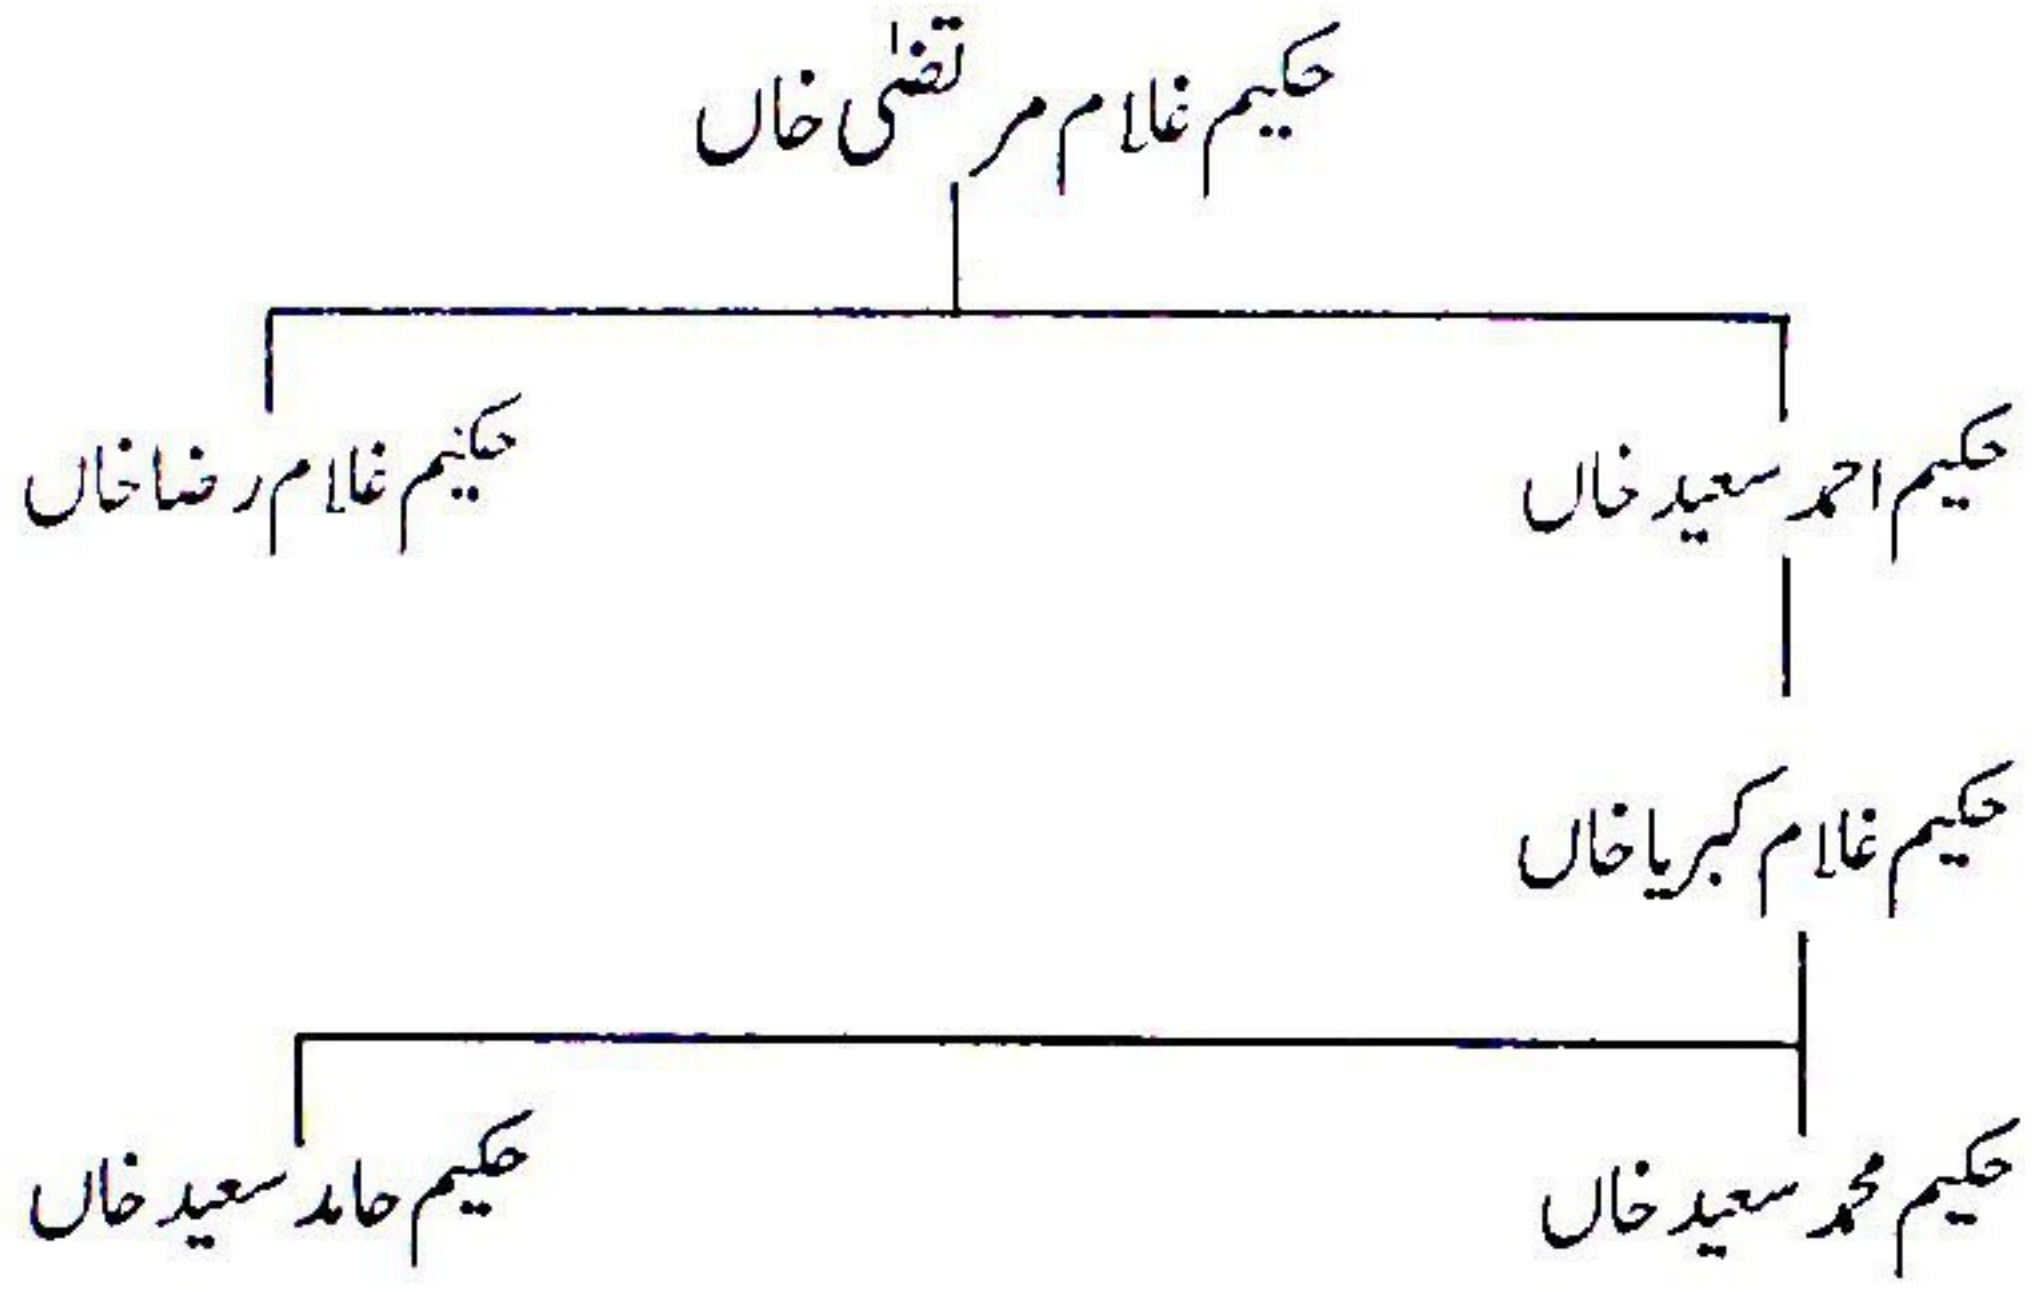 حکیم غلام مرتضیٰ خاں
حکیم احمد سعید خاں
حکیم غلام رضا خاں
حکیم غلام کبریا خاں
حکیم محمد سعید خاں
حکیم حامد سعید خاں